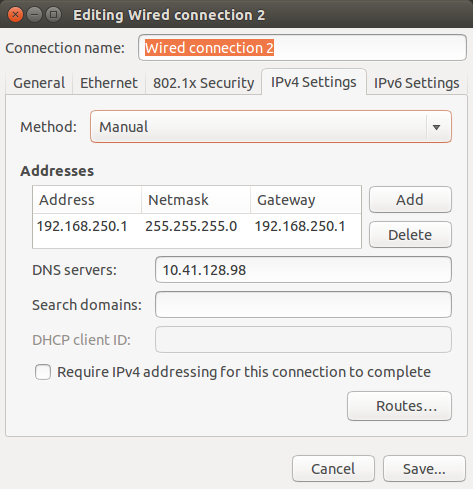 Editing Wired connection 2
Connection name: Wired connection 2
General Ethernet 802.1x Security IPv4 Settings IPv6 Settings
Method: Manual
Addresses
Address Netmask Gateway Add
192.168.250.1 255.255.255.0 192.168.250.1
Delete
DNS servers: 10.41.128.98
Search domains:
DHCP client ID:
Require IPv4 addressing for this connection to complete
Routes...
Cancel Save...